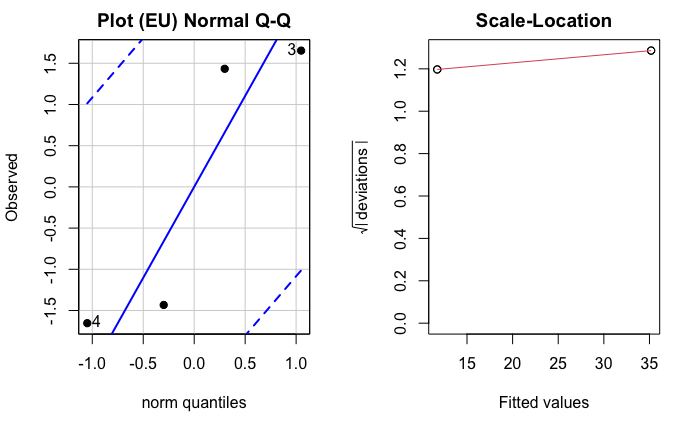 Plot (EU) Normal Q-Q
Observed
1.5
1.0
0.5
0.0
-0.5
-1.0
-1.5
3
4
-1.0 -0.5 0.0 0.5 1.0
norm quantiles
Scale-Location
√| deviations |
1.2
1.0
0.8
0.6
0.4
0.2
0.0
15 20 25 30 35
Fitted values